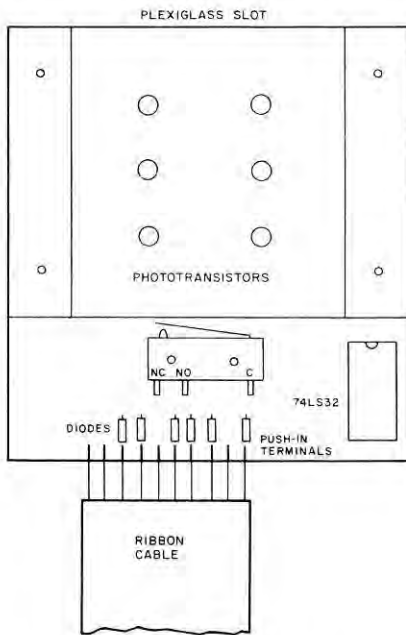 PLEXIGLASS SLOT
PHOTOTRANSISTORS
NC NO C
74LS32
DIODES
PUSH-IN
TERMINALS
RIBBON
CABLE